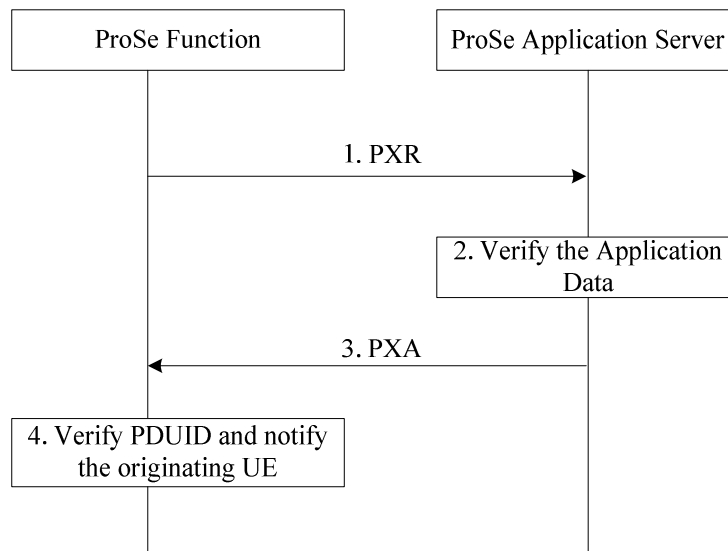 ProSe Function
ProSe Application Server
1. PXR
2. Verify the Application
Data
3. PXA
4. Verify PDUID and notify
the originating UE